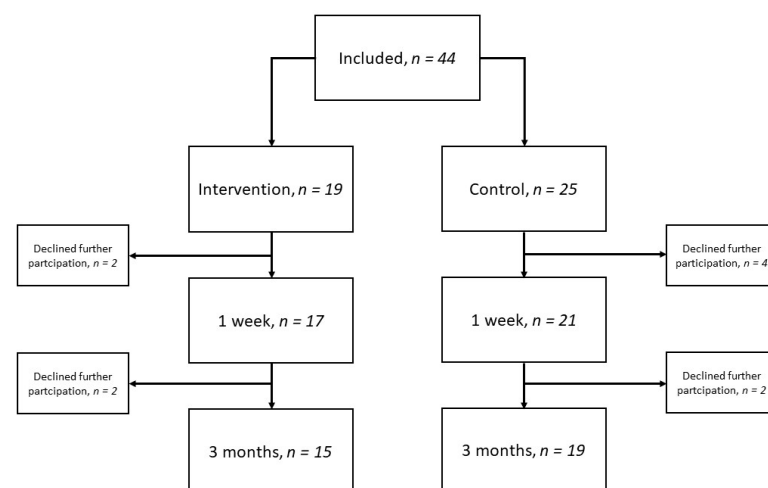 Included, n = 44
Intervention, n = 19
Control, n = 25
Declined further
partcipation, n = 2
Declined further
participation, n = 4
1 week, n = 17
1 week, n = 21
Declined further
partcipation, n = 2
Declined further
participation, n = 2
3 months, n = 15
3 months, n = 19